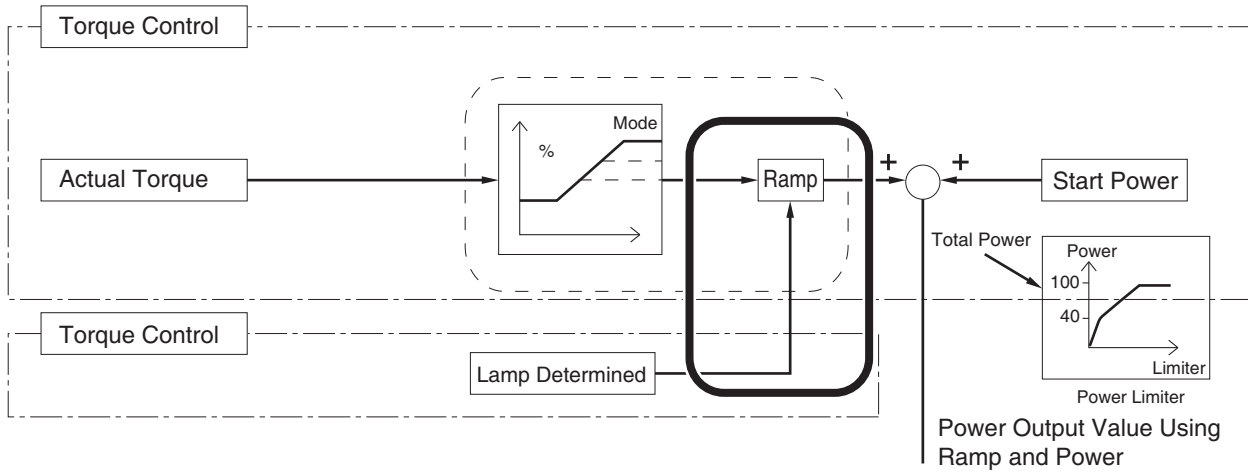 Torque Control
Mode
%
Actual Torque
Ramp
+
+
Start Power
Total Power
Power
100
40
Limiter
Power Limiter
Torque Control
Lamp Determined
Power Output Value Using
Ramp and Power